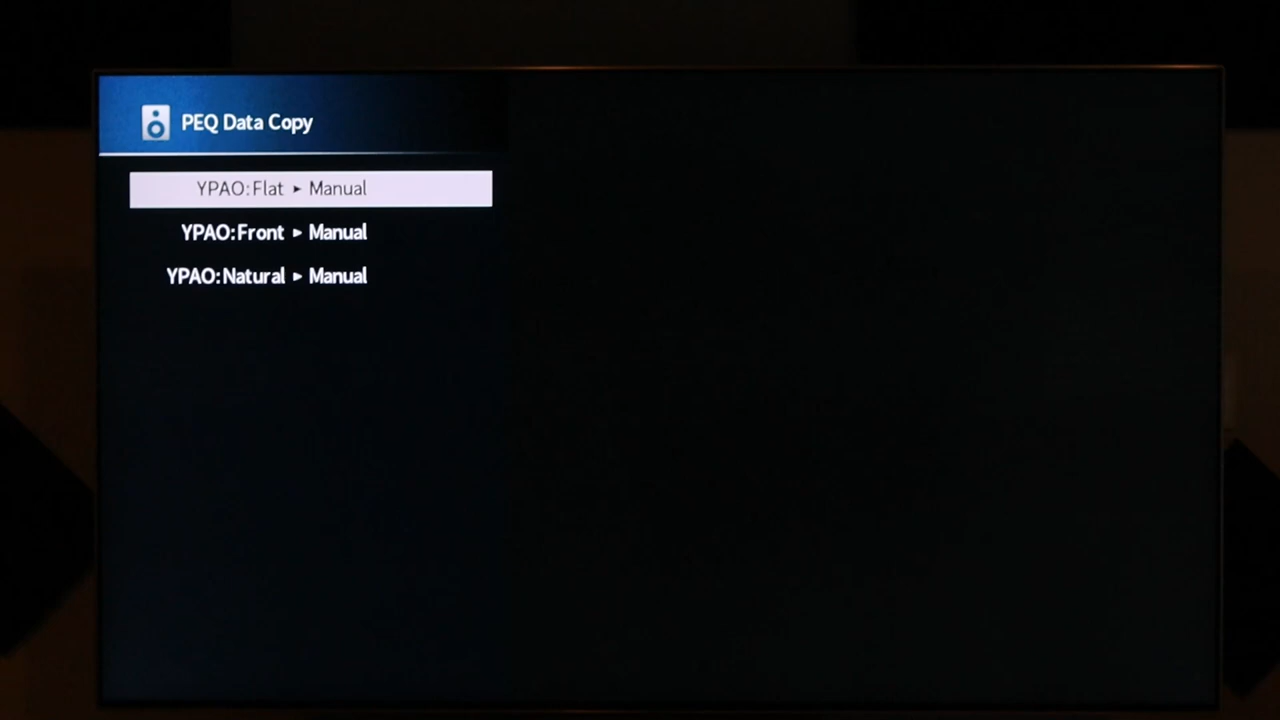 PEQ Data Copy
YPAO:Flat ▸ Manual
YPAO:Front ▸ Manual
YPAO:Natural ▸ Manual